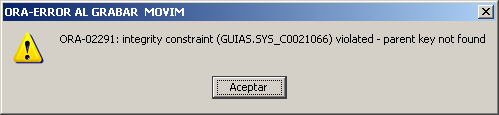 ORA-ERROR AL GRABAR MOVIM
ORA-02291: integrity constraint (GUIAS.SYS_C0021066) violated - parent key not found
Aceptar